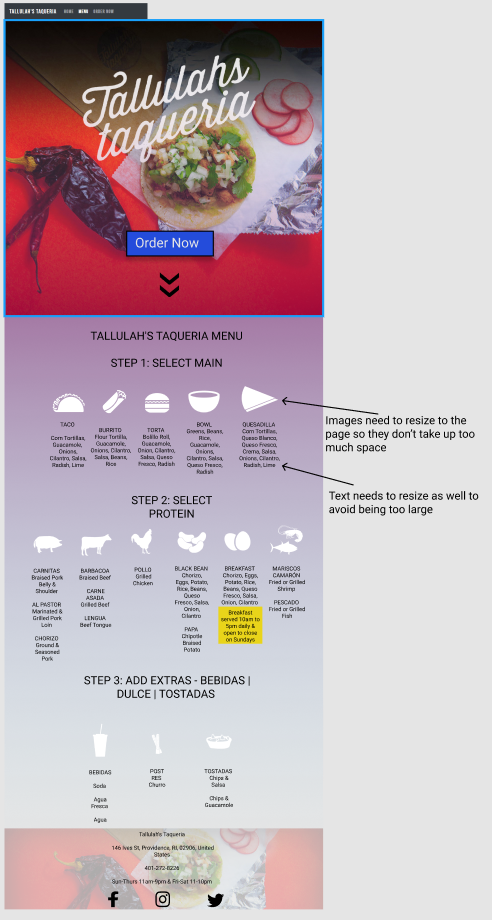 TALLULAH'S TAQUERIA HOME MENU ORDER NOW
Tallulahs
taqueria
Order Now
TALLULAH'S TAQUERIA MENU
STEP 1: SELECT MAIN
TACO
Corn Tortillas,
Guacamole,
Onions,
Cilantro, Salsa,
Radish, Lime
BURRITO
Flour Tortilla,
Guacamole,
Onions, Cilantro,
Salsa, Beans,
Rice
TORTA
Bolillo Roll,
Guacamole,
Onion, Cilantro,
Salsa, Queso
Fresco, Radish
BOWL
Greens, Beans,
Rice,
Guacamole,
Onions,
Cilantro, Salsa,
Queso Fresco,
Radish
QUESADILLA
Corn Tortillas,
Queso Blanco,
Queso Fresco,
Crema, Salsa,
Onions, Cilantro,
Radish, Lime
Images need to resize to the
page so they don't take up too
much space
Text needs to resize as well to
avoid being too large
STEP 2: SELECT
PROTEIN
CARNITAS
Braised Pork
Belly &
Shoulder
AL PASTOR
Marinated &
Grilled Pork
Loin
CHORIZO
Ground &
Seasoned
Pork
BARBACOA
Braised Beef
CARNE
ASADA
Grilled Beef
LENGUA
Beef Tongue
POLLO
Grilled
Chicken
BLACK BEAN
Chorizo,
Eggs, Potato,
Rice, Beans,
Queso
Fresco, Salsa,
Onion,
Cilantro
PAPA
Chipotle
Braised
Potato
BREAKFAST
Chorizo, Eggs,
Potato, Rice,
Beans, Queso
Fresco, Salsa,
Onion, Cilantro
Breakfast
served 10am to
5pm daily &
open to close
on Sundays
MARISCOS
CAMARÓN
Fried or Grilled
Shrimp
PESCADO
Fried or Grilled
Fish
STEP 3: ADD EXTRAS - BEBIDAS |
DULCE | TOSTADAS
BEBIDAS
Soda
Agua
Fresca
Agua
POST
RES
Churro
TOSTADAS
Chips &
Salsa
Chips &
Guacamole
Tallulah's Taqueria
146 Ives St, Providence, RI, 02906, United
States
401-272-8226
Sun-Thurs 11am-9pm & Fri-Sat 11-10pm